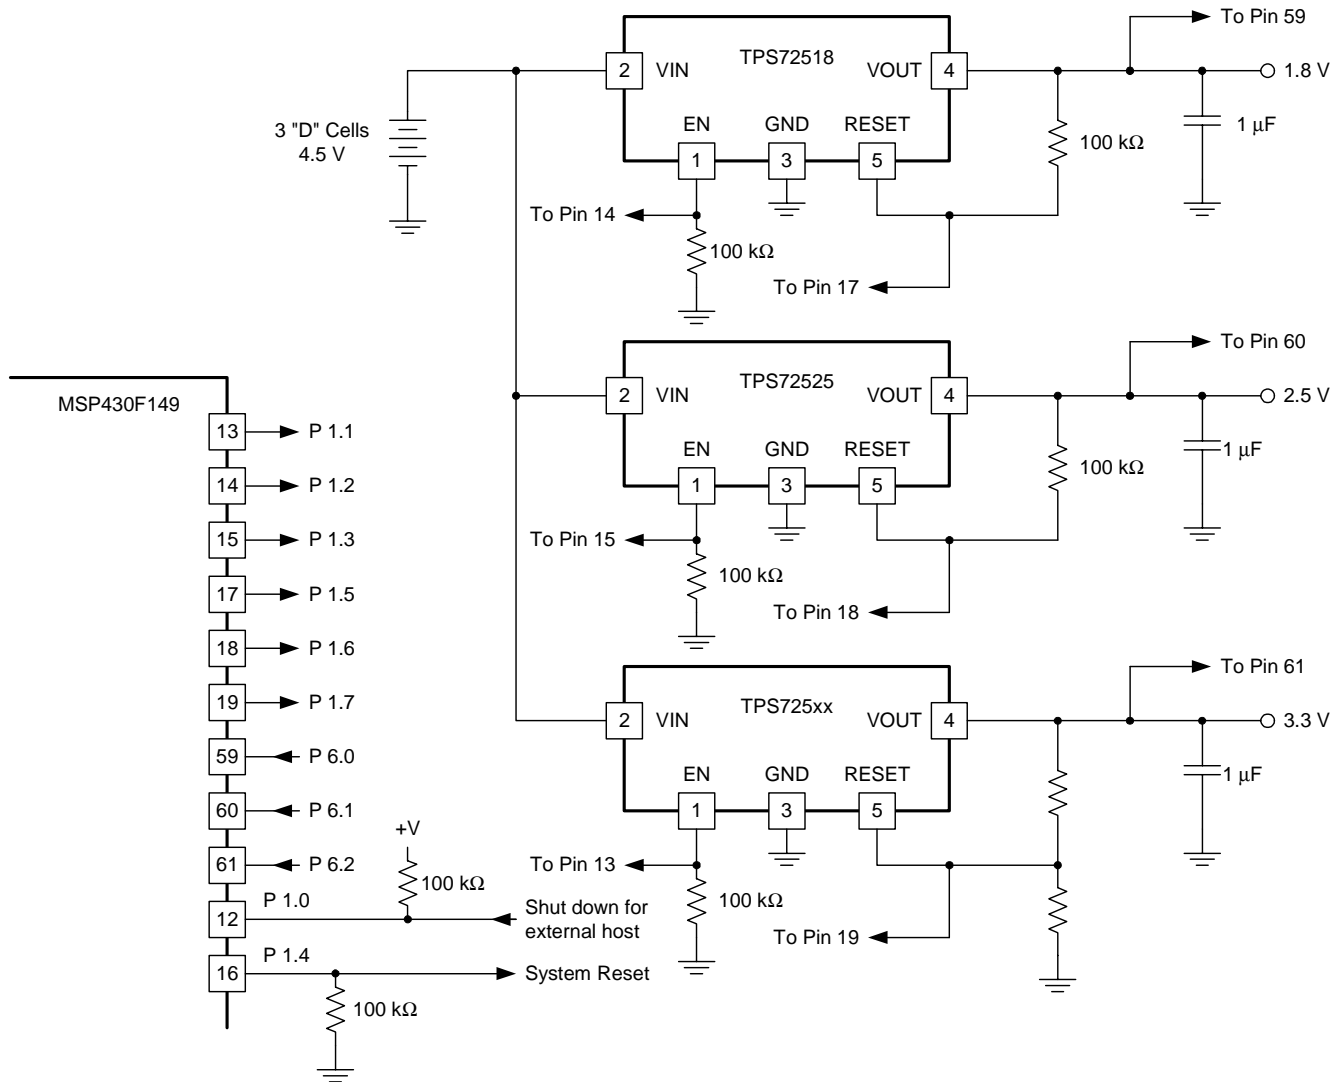 To Pin 59
TPS72518
2 VIN
VOUT 4
1.8 V
3 "D" Cells
4.5 V
EN GND RESET
1 3 5
100 kΩ
1 µF
To Pin 14
100 kΩ
To Pin 17
To Pin 60
TPS72525
2 VIN
VOUT 4
2.5 V
EN GND RESET
1 3 5
100 kΩ
1 µF
To Pin 15
100 kΩ
To Pin 18
To Pin 61
TPS725xx
2 VIN
VOUT 4
3.3 V
EN GND RESET
1 3 5
1 µF
To Pin 13
100 kΩ
To Pin 19
MSP430F149
13 P 1.1
14 P 1.2
15 P 1.3
17 P 1.5
18 P 1.6
19 P 1.7
59 P 6.0
60 P 6.1
61 P 6.2
+V
100 kΩ
12 P 1.0
Shut down for
external host
16 P 1.4
System Reset
100 kΩ